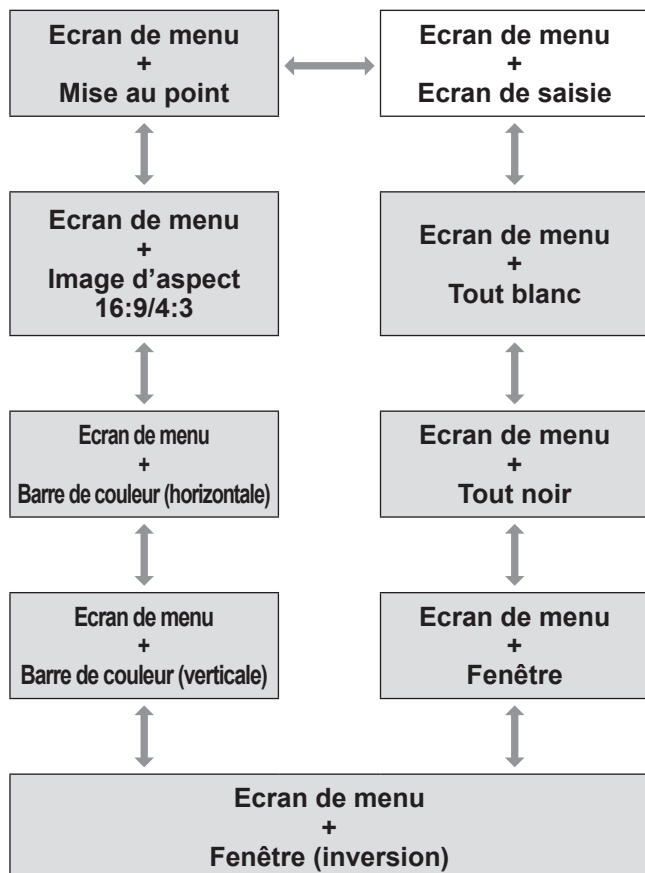 Ecran de menu
+
Mise au point
Ecran de menu
+
Ecran de saisie
Ecran de menu
+
Image d’aspect
16:9/4:3
Ecran de menu
+
Tout blanc
Ecran de menu
+
Barre de couleur (horizontale)
Ecran de menu
+
Tout noir
Ecran de menu
+
Barre de couleur (verticale)
Ecran de menu
+
Fenêtre
Ecran de menu
+
Fenêtre (inversion)